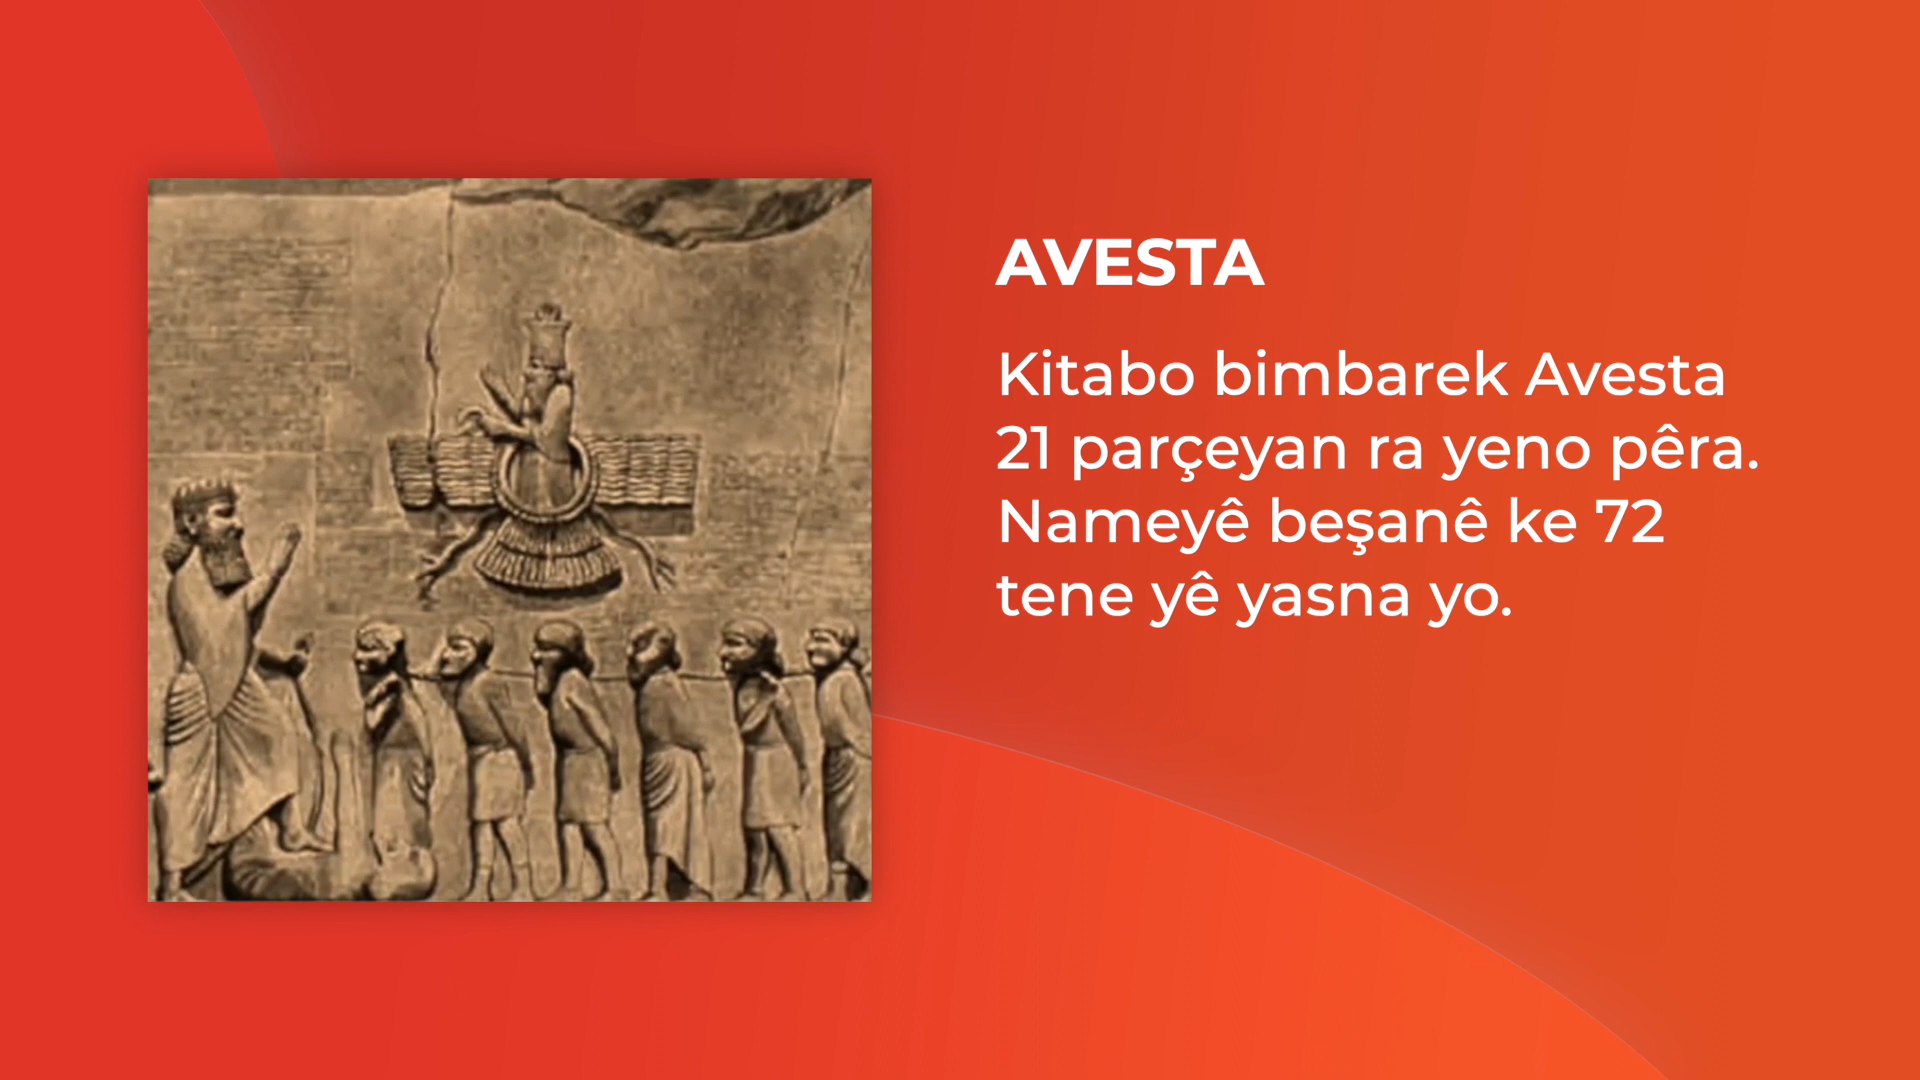 AVESTA
Kitabo bimbarek Avesta
21 parçeyan ra yeno pêra.
Nameyê beşanê ke 72
tene yê yasna yo.